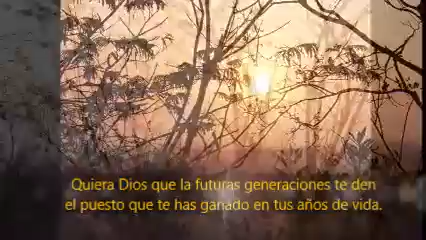 Quiera Dios que la futuras generaciones te den
el puesto que te has ganado en tus años de vida.